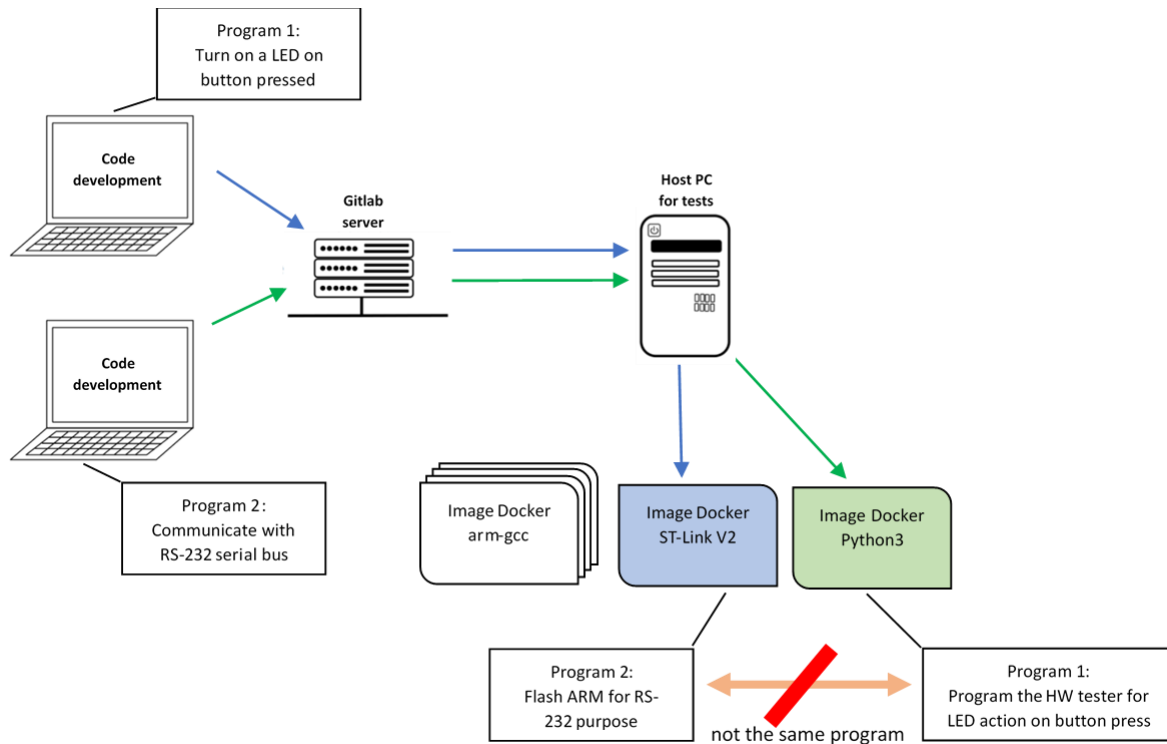 Program 1:
Turn on a LED on
button pressed
Code
development
Gitlab
server
Host PC
for tests
Code
development
Program 2:
Communicate with
RS-232 serial bus
Image Docker
arm-gcc
Image Docker
ST-Link V2
Image Docker
Python3
Program 2:
Flash ARM for RS-
232 purpose
not the same program
Program 1:
Program the HW tester for
LED action on button press